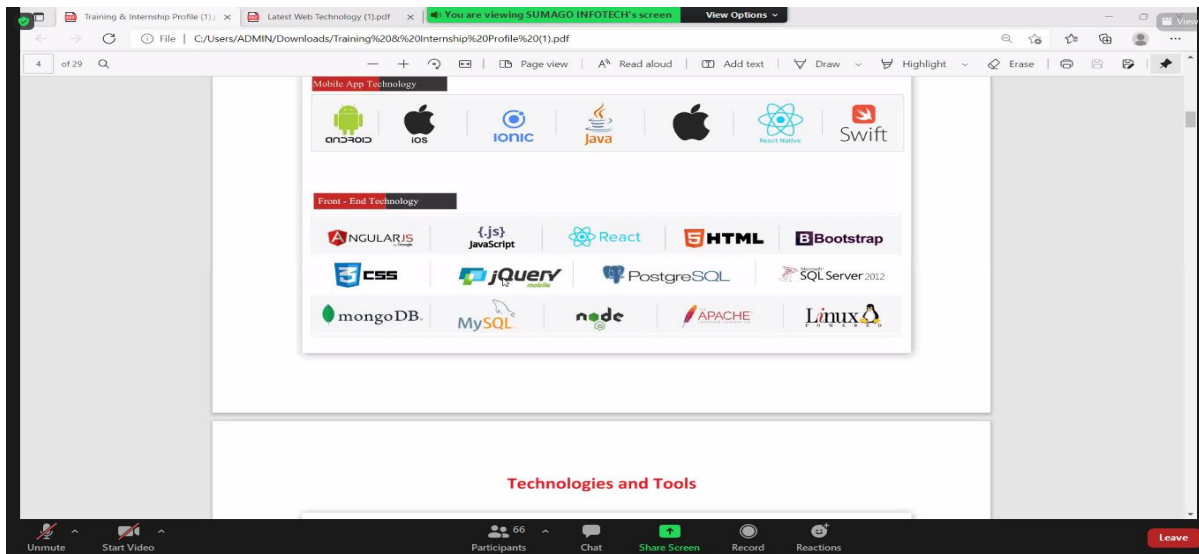 Training & Internship Profile (1).p
Latest Web Technology (1).pdf
You are viewing SUMAGO INFOTECH's screen
View Options
View
File | C:/Users/ADMIN/Downloads/Training%20&%20Internship%20Profile%20(1).pdf
4 of 29
Page view
Read aloud
Add text
Draw
Highlight
Erase
Mobile App Technology
android
ios
IONIC
Java
React Native
Swift
Front - End Technology
ANGULARJS
{.js} JavaScript
React
HTML
Bootstrap
CSS
jQuery mobile
PostgreSQL
SQL Server 2012
mongoDB.
MySQL
node JS
APACHE
Linux POWERED
Technologies and Tools
Unmute
Start Video
66
Participants
Chat
Share Screen
Record
Reactions
Leave